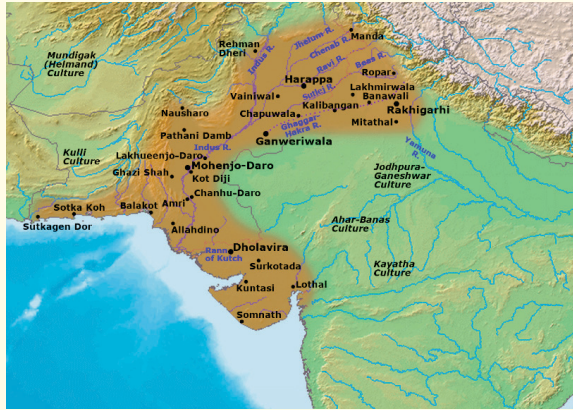 Manda
Rehman
Dheri
Mundigak
(Helmand)
Culture
Indus R.
Jhelum R.
Chenab R.
Ravi R.
Beas R.
Ropar
Harappa
Sutlej R.
Lakhmirwala
Banawali
Vainiwal
Kalibangan
Rakhigarhi
Nausharo
Chapuwala
Ghaggar-
Hakra R.
Mitathal
Pathani Damb
Ganweriwala
Yamuna
R.
Indus R.
Kulli
Culture
Lakhueenjo-Daro
Mohenjo-Daro
Ghazi Shah
Kot Diji
Jodhpura-
Ganeshwar
Culture
Chanhu-Daro
Amri
Balakot
Sotka Koh
Sutkagen Dor
Allahdino
Ahar-Banas
Culture
Dholavira
Rann
of Kutch
Surkotada
Kayatha
Culture
Kuntasi
Lothal
Somnath